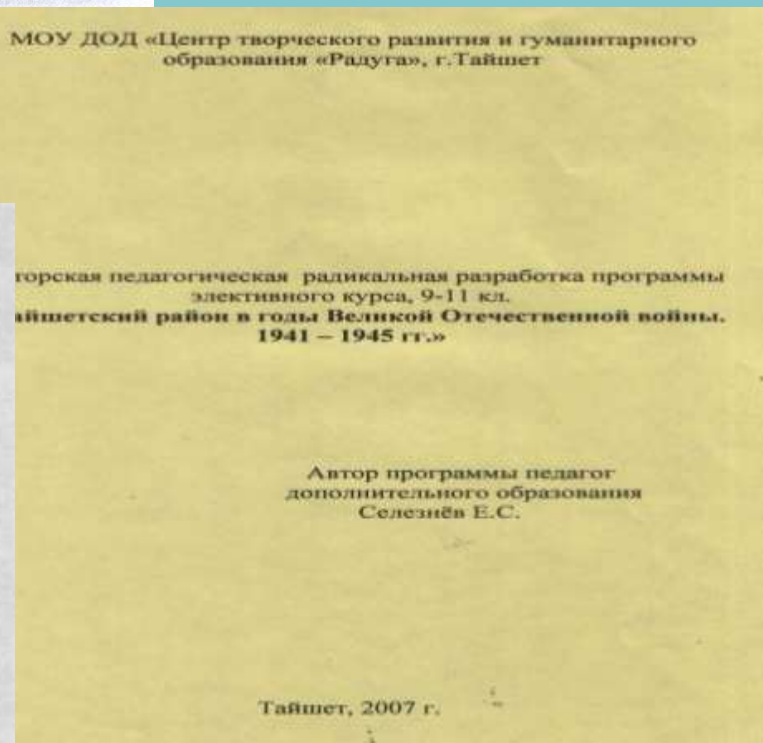 МОУ ДОД «Центр творческого развития и гуманитарного
образования «Радуга», г.Тайшет
торская педагогическая радикальная разработка программы
элективного курса, 9-11 кл.
айшетский район в годы Великой Отечественной войны.
1941 – 1945 гг.»
Автор программы педагог
дополнительного образования
Селезнёв Е.С.
Тайшет, 2007 г.